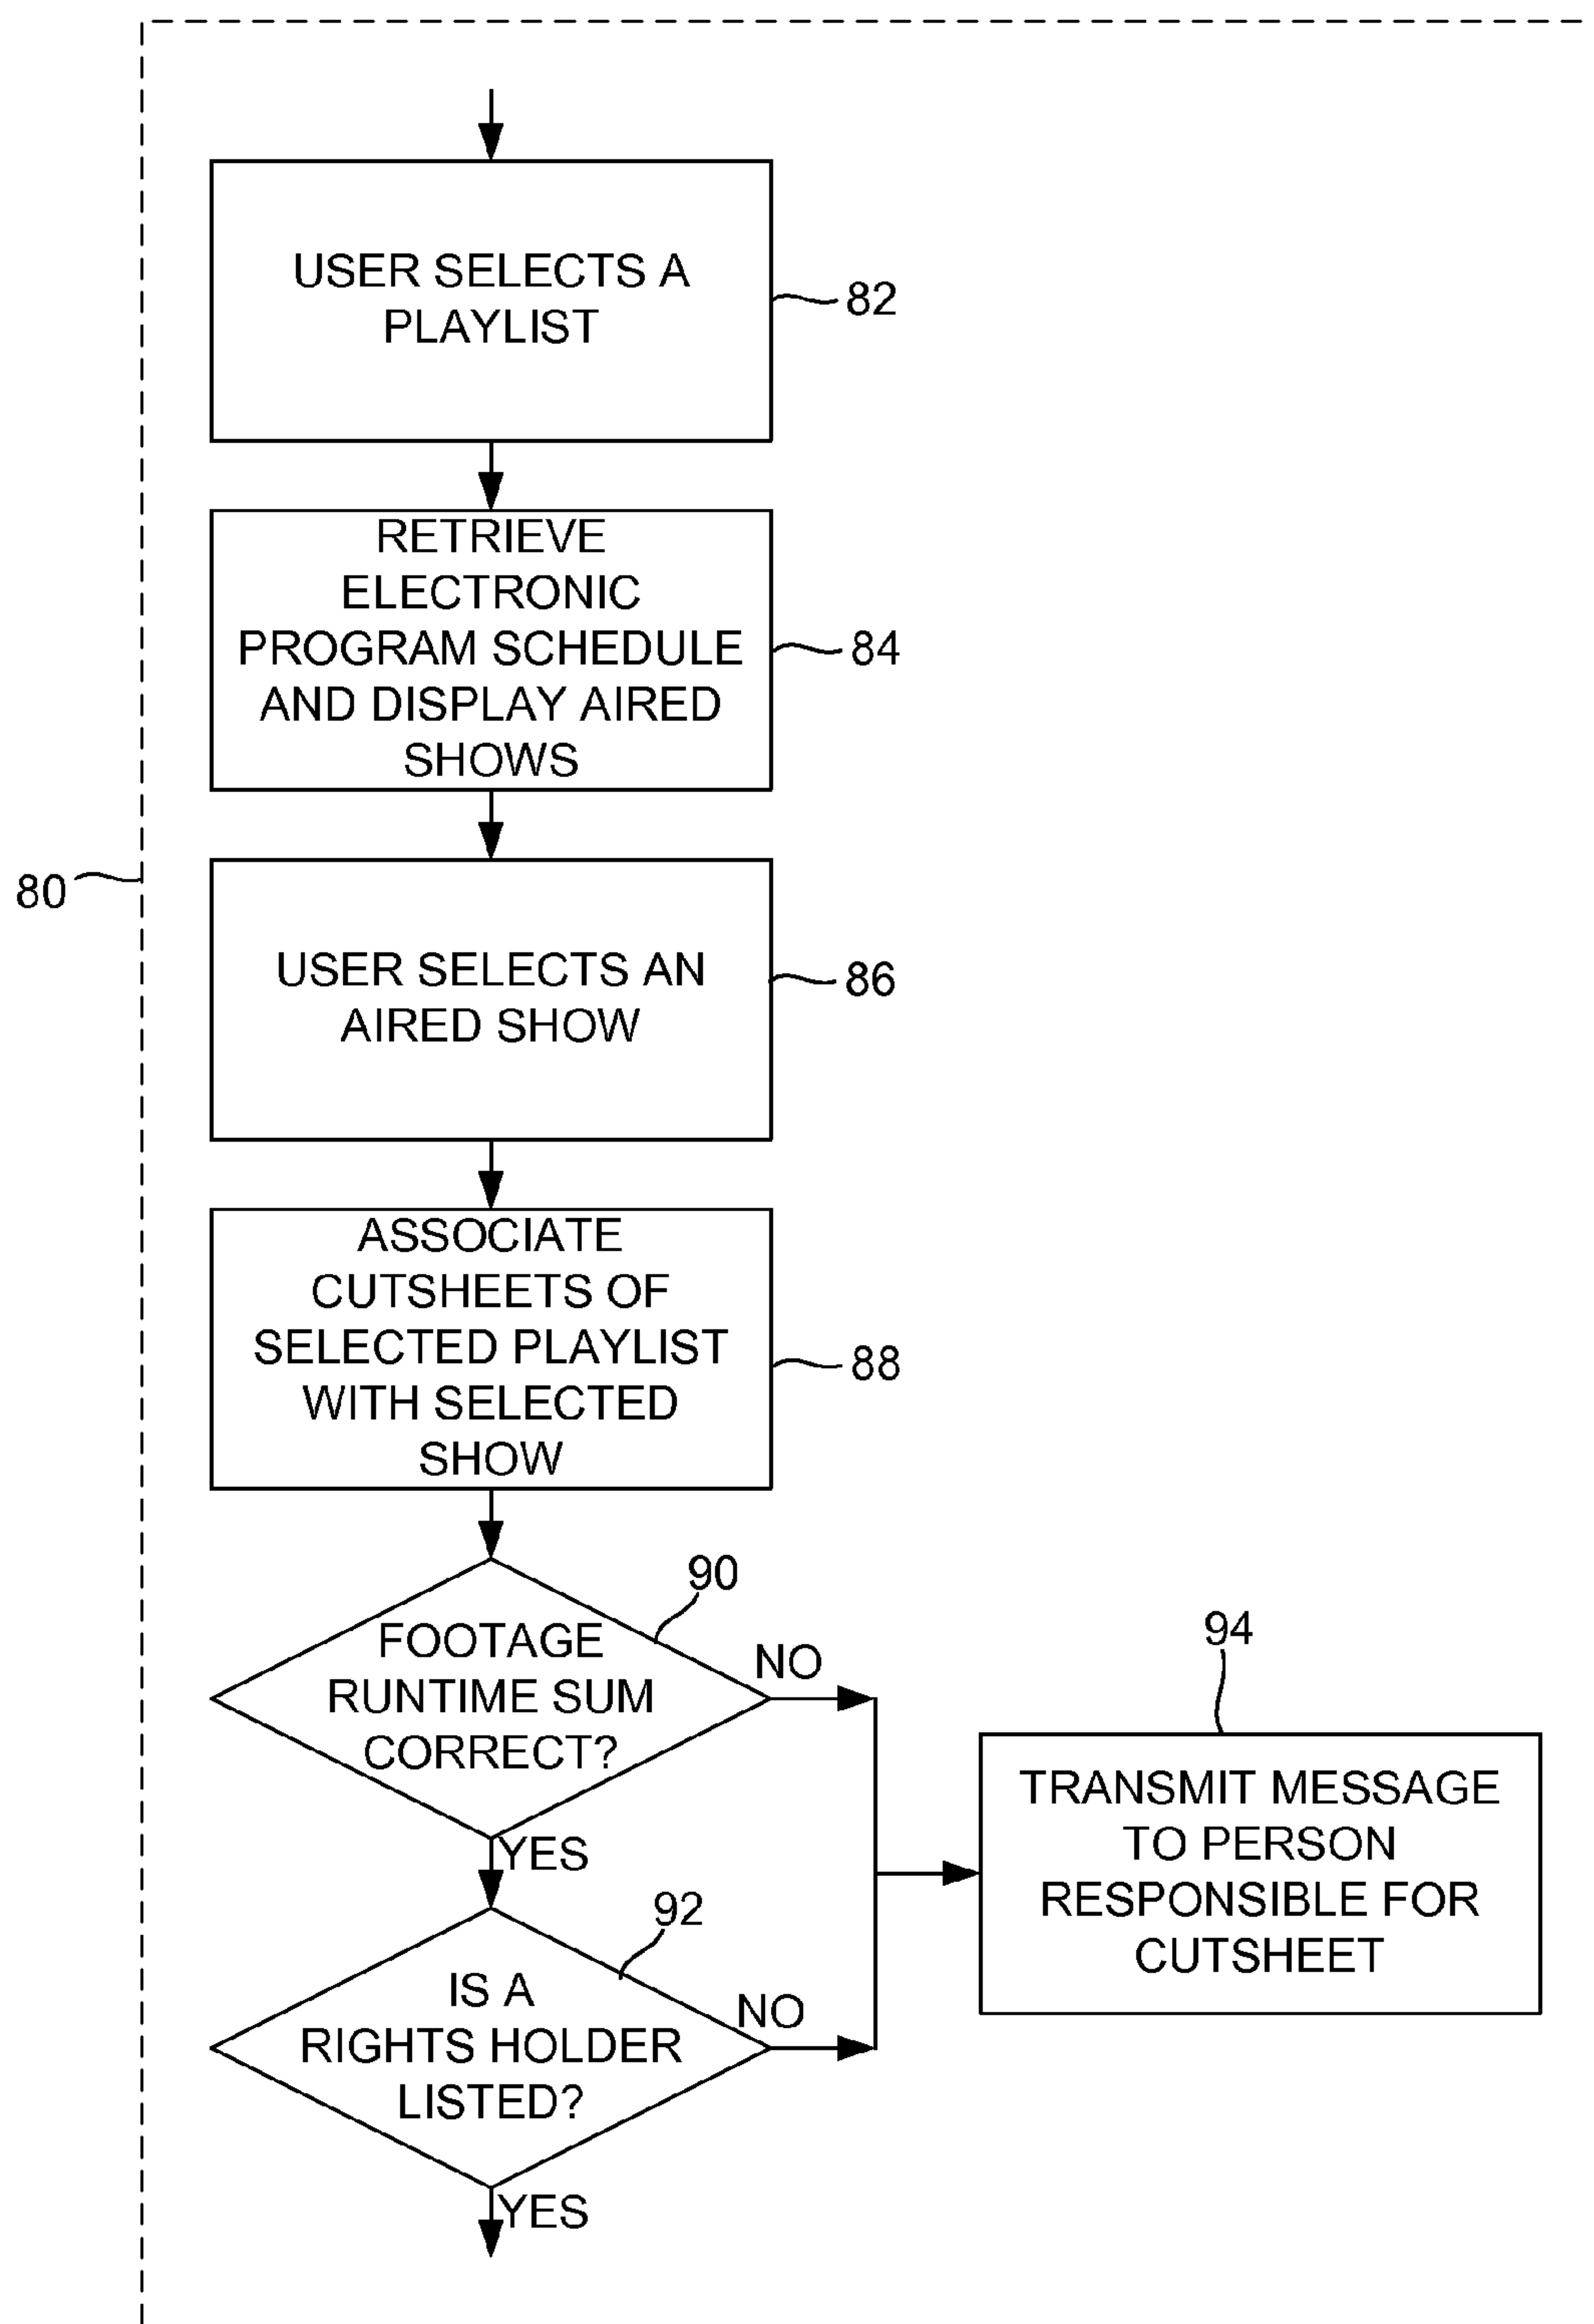 USER SELECTS A
PLAYLIST
82
RETRIEVE
ELECTRONIC
PROGRAM SCHEDULE
AND DISPLAY AIRED
SHOWS
84
80
USER SELECTS AN
AIRED SHOW
86
ASSOCIATE
CUTSHEETS OF
SELECTED PLAYLIST
WITH SELECTED
SHOW
88
90
FOOTAGE
RUNTIME SUM
CORRECT?
NO
YES
94
TRANSMIT MESSAGE
TO PERSON
RESPONSIBLE FOR
CUTSHEET
92
IS A
RIGHTS HOLDER
LISTED?
NO
YES